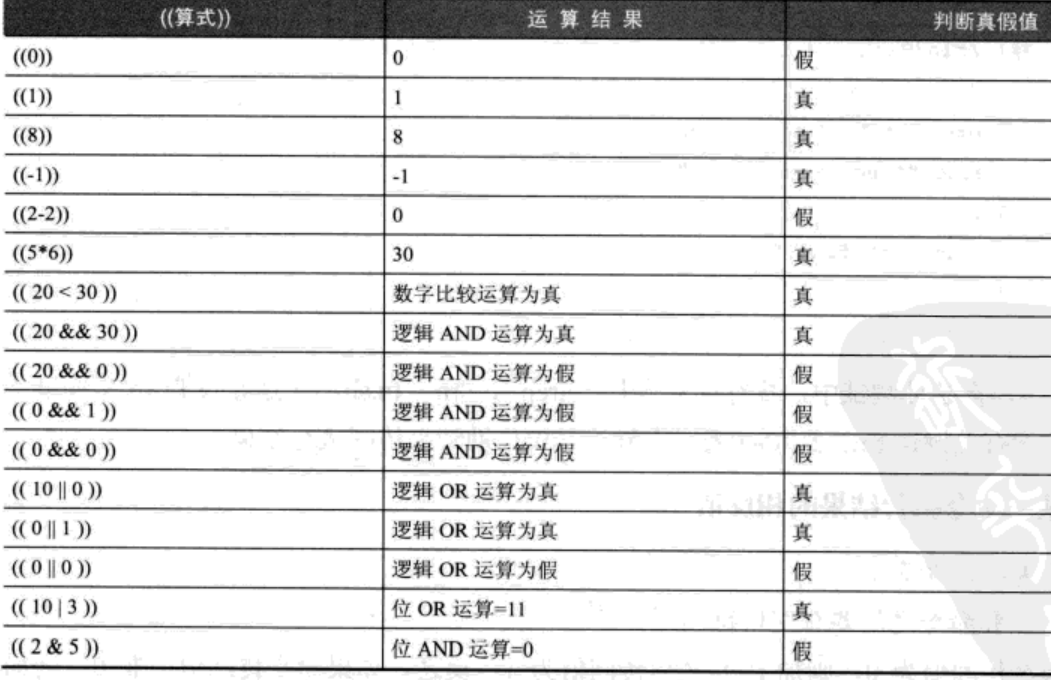 ((算式)) 运 算 结 果 判断真假值
((0)) 0 假
((1)) 1 真
((8)) 8 真
((-1)) -1 真
((2-2)) 0 假
((5*6)) 30 真
(( 20 < 30 )) 数字比较运算为真 真
(( 20 && 30 )) 逻辑 AND 运算为真 真
(( 20 && 0 )) 逻辑 AND 运算为假 假
(( 0 && 1 )) 逻辑 AND 运算为假 假
(( 0 && 0 )) 逻辑 AND 运算为假 假
(( 10 || 0 )) 逻辑 OR 运算为真 真
(( 0 || 1 )) 逻辑 OR 运算为真 真
(( 0 || 0 )) 逻辑 OR 运算为假 假
(( 10 | 3 )) 位 OR 运算=11 真
(( 2 & 5 )) 位 AND 运算=0 假